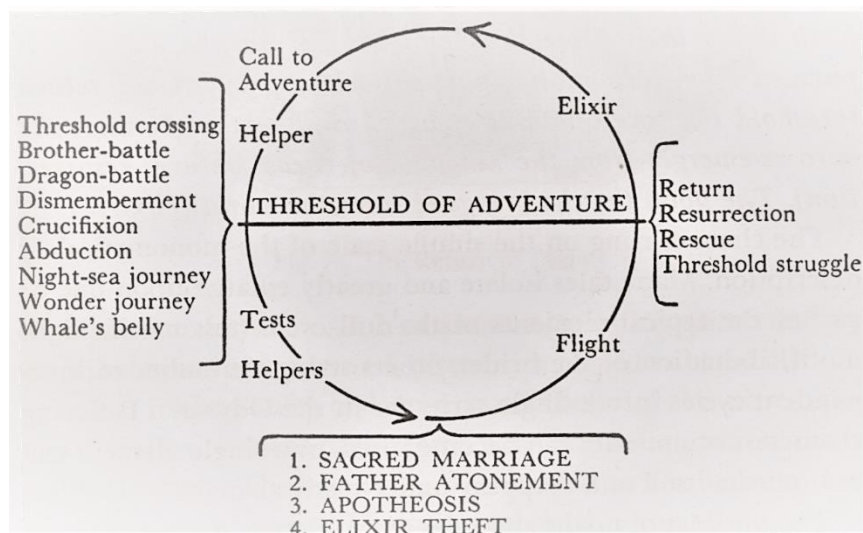 Call to
Adventure
Helper
Threshold crossing
Brother-battle
Dragon-battle
Dismemberment
Crucifixion
Abduction
Night-sea journey
Wonder journey
Whale's belly
THRESHOLD OF ADVENTURE
Tests
Helpers
1. SACRED MARRIAGE
2. FATHER ATONEMENT
3. APOTHEOSIS
4. ELIXIR THEFT
Flight
Return
Resurrection
Rescue
Threshold struggle
Elixir